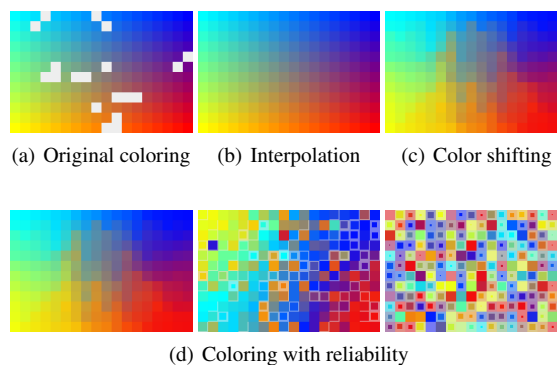 (a) Original coloring
(b) Interpolation
(c) Color shifting
(d) Coloring with reliability